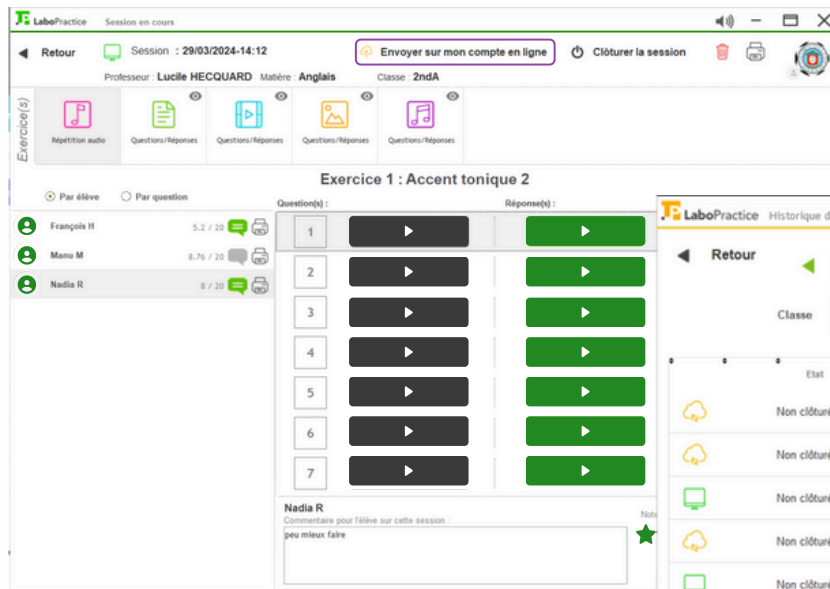 LaboPractice Session en cours
Retour Session : 29/03/2024-14:12 Envoyer sur mon compte en ligne Clôturer la session
Professeur : Lucile HECQUARD Matière : Anglais Classe : 2ndA
Exercice(s)
Répétition audio Questions/Réponses Questions/Réponses Questions/Réponses Questions/Réponses
Exercice 1 : Accent tonique 2
Par élève Par question
Question(s) : Réponse(s) :
François H 5.2 / 20
Manu M 8.76 / 20
Nadia R 8 / 20
1
2
3
4
5
6
7
Nadia R
Commentaire pour l'élève sur cette session :
Note
peu mieux faire
LaboPractice Historique d
Retour
Classe
Etat
Non clôturé
Non clôturé
Non clôturé
Non clôturé
Non clôturé